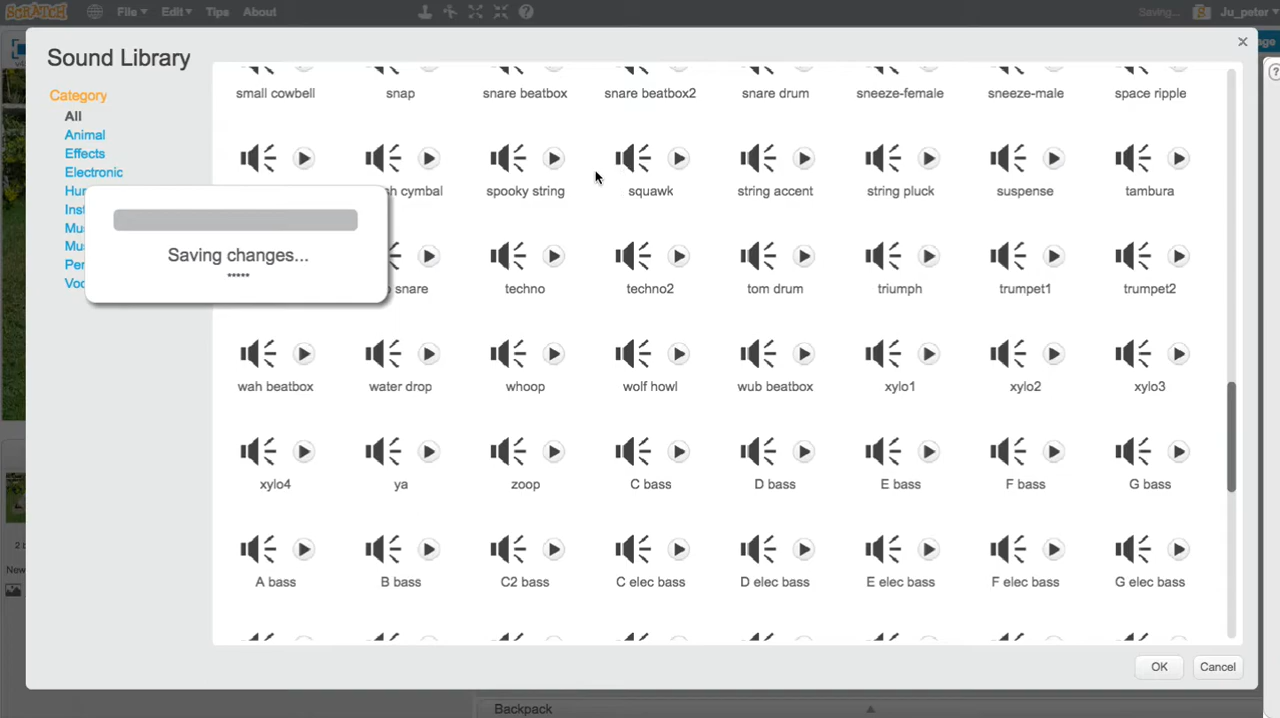 SCRATCH File Edit Tips About Saving... Ju_peter
Sound Library
Category
All
Animal
Effects
Electronic
Saving changes...
*****
small cowbell snap snare beatbox snare beatbox2 snare drum sneeze-female sneeze-male space ripple
cymbal spooky string squawk string accent string pluck suspense tambura
snare techno techno2 tom drum triumph trumpet1 trumpet2
wah beatbox water drop whoop wolf howl wub beatbox xylo1 xylo2 xylo3
xylo4 ya zoop C bass D bass E bass F bass G bass
A bass B bass C2 bass C elec bass D elec bass E elec bass F elec bass G elec bass
OK Cancel
New
Backpack